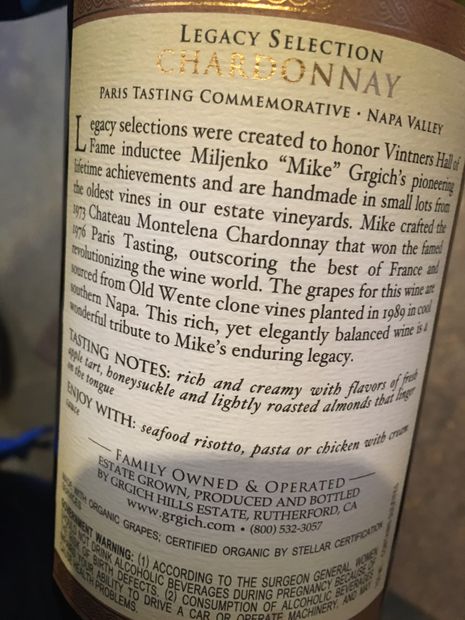 LEGACY SELECTION
CHARDONNAY
PARIS TASTING COMMEMORATIVE • NAPA VALLEY
Legacy selections were created to honor Vintners Hall of
Fame inductee Miljenko "Mike" Grgich's pioneering
lifetime achievements and are handmade in small lots from
the oldest vines in our estate vineyards. Mike crafted the
1973 Chateau Montelena Chardonnay that won the famed
1976 Paris Tasting, outscoring the best of France and
revolutionizing the wine world. The grapes for this wine are
sourced from Old Wente clone vines planted in 1989 in cool
southern Napa. This rich, yet elegantly balanced wine is a
wonderful tribute to Mike's enduring legacy.
TASTING NOTES: rich and creamy with flavors of fresh
apple tart, honeysuckle and lightly roasted almonds that linger
on the tongue
ENJOY WITH: seafood risotto, pasta or chicken with cream
sauce
FAMILY OWNED & OPERATED
ESTATE GROWN, PRODUCED AND BOTTLED
BY GRGICH HILLS ESTATE, RUTHERFORD, CA
www.grgich.com • (800) 532-3057
MADE WITH ORGANIC GRAPES; CERTIFIED ORGANIC BY STELLAR CERTIFICATION
WARNING: (1) ACCORDING TO THE SURGEON GENERAL, WOMEN
NOT DRINK ALCOHOLIC BEVERAGES DURING PREGNANCY BECAUSE OF
OF BIRTH DEFECTS. (2) CONSUMPTION OF ALCOHOLIC BEVERAGES
YOUR ABILITY TO DRIVE A CAR OR OPERATE MACHINERY, AND MAY
HEALTH PROBLEMS.